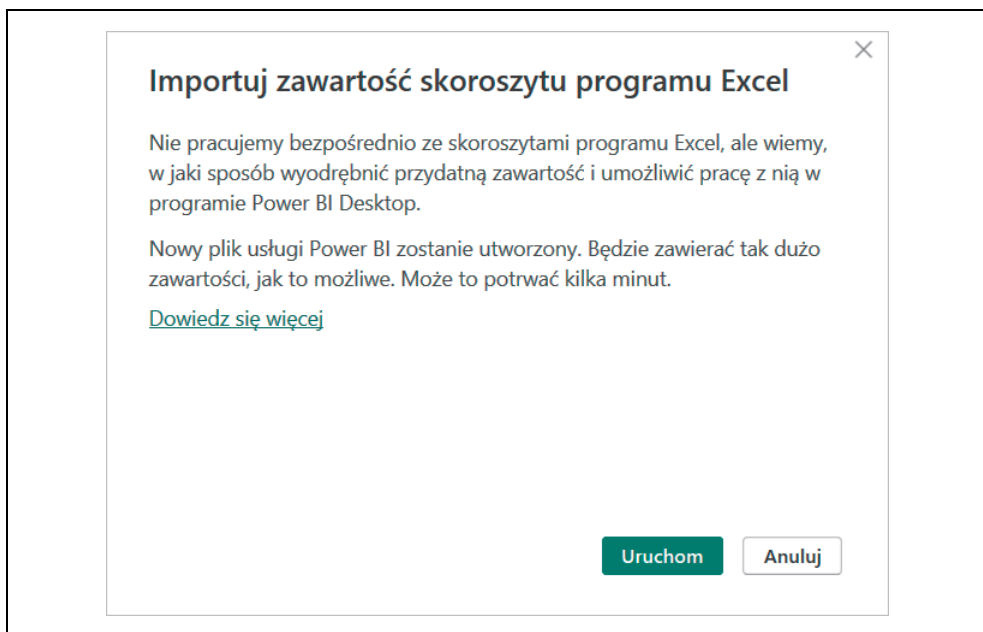 Importuj zawartość skoroszytu programu Excel
Nie pracujemy bezpośrednio ze skoroszytami programu Excel, ale wiemy,
w jaki sposób wyodrębnić przydatną zawartość i umożliwić pracę z nią w
programie Power BI Desktop.
Nowy plik usługi Power BI zostanie utworzony. Będzie zawierać tak dużo
zawartości, jak to możliwe. Może to potrwać kilka minut.
Dowiedz się więcej
Uruchom Anuluj